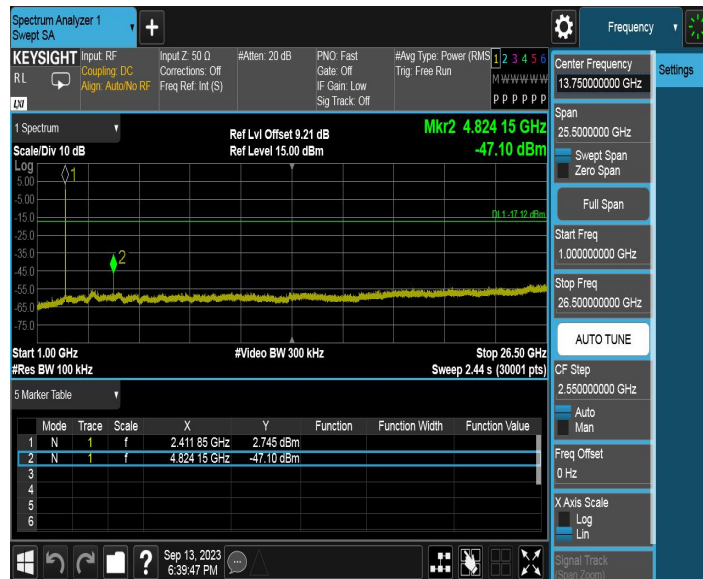 Spectrum Analyzer 1
Swept SA
+
Frequency
KEYSIGHT
RL
LXI
Input: RF
Coupling: DC
Align: Auto/No RF
Input Z: 50 Ω
Corrections: Off
Freq Ref: Int (S)
#Atten: 20 dB
PNO: Fast
Gate: Off
IF Gain: Low
Sig Track: Off
#Avg Type: Power (RMS
Trig: Free Run
1 2 3 4 5 6
M W W W W W
P P P P P P
1 Spectrum
Scale/Div 10 dB
Ref Lvl Offset 9.21 dB
Ref Level 15.00 dBm
Mkr2 4.824 15 GHz
-47.10 dBm
Log
5.00
-5.00
-15.0
-25.0
-35.0
-45.0
-55.0
-65.0
-75.0
1
2
DL1 -17.12 dBm
Start 1.00 GHz
#Res BW 100 kHz
#Video BW 300 kHz
Stop 26.50 GHz
Sweep 2.44 s (30001 pts)
5 Marker Table
Mode Trace Scale X Y Function Function Width Function Value
1 N 1 f 2.411 85 GHz 2.745 dBm
2 N 1 f 4.824 15 GHz -47.10 dBm
3
4
5
6
?
Sep 13, 2023
6:39:47 PM
Center Frequency
13.750000000 GHz
Span
25.5000000 GHz
Swept Span
Zero Span
Full Span
Start Freq
1.000000000 GHz
Stop Freq
26.500000000 GHz
AUTO TUNE
CF Step
2.550000000 GHz
Auto
Man
Freq Offset
0 Hz
X Axis Scale
Log
Lin
Signal Track
(Span Zoom)
Settings